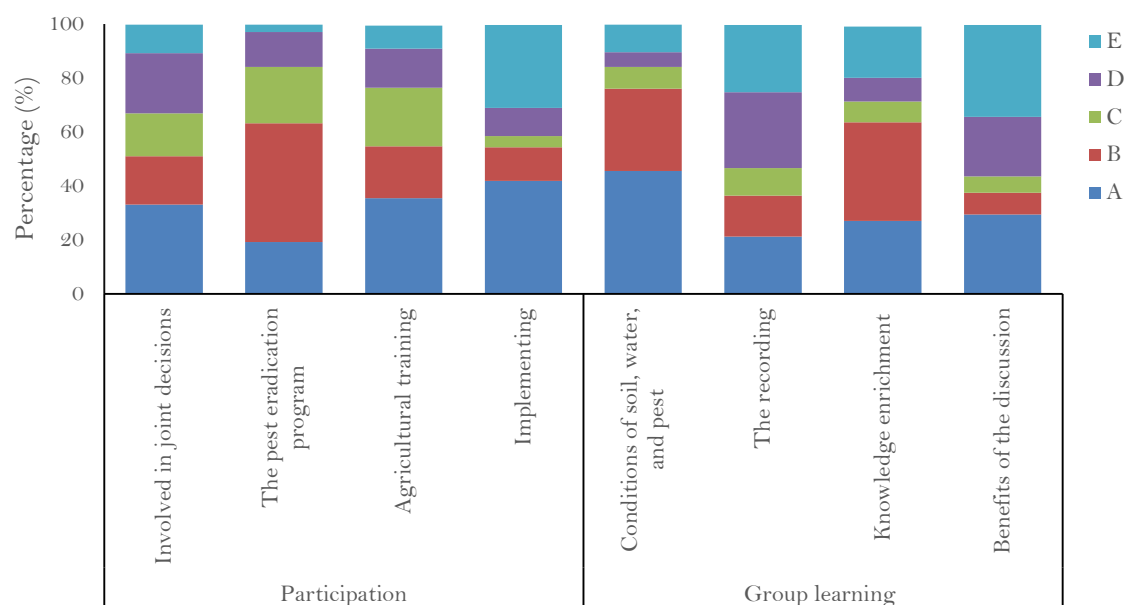 Percentage (%)
100
80
60
40
20
0
E
D
C
B
A
Involved in joint decisions
The pest eradication
program
Agricultural training
Implementing
Conditions of soil, water,
and pest
The recording
Knowledge enrichment
Benefits of the discussion
Participation
Group learning